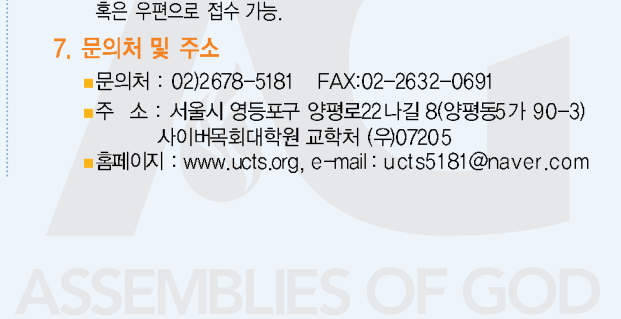 혹은 우편으로 접수 가능.
7. 문의처 및 주소
■문의처 : 02)2678-5181 FAX:02-2632-0691
■주 소 : 서울시 영등포구 양평로22나길 8(양평동5가 90-3)
사이버목회대학원 교학처 (우)07205
■홈페이지 : www.ucts.org, e-mail : ucts5181@naver.com
AG
ASSEMBLIES OF GOD